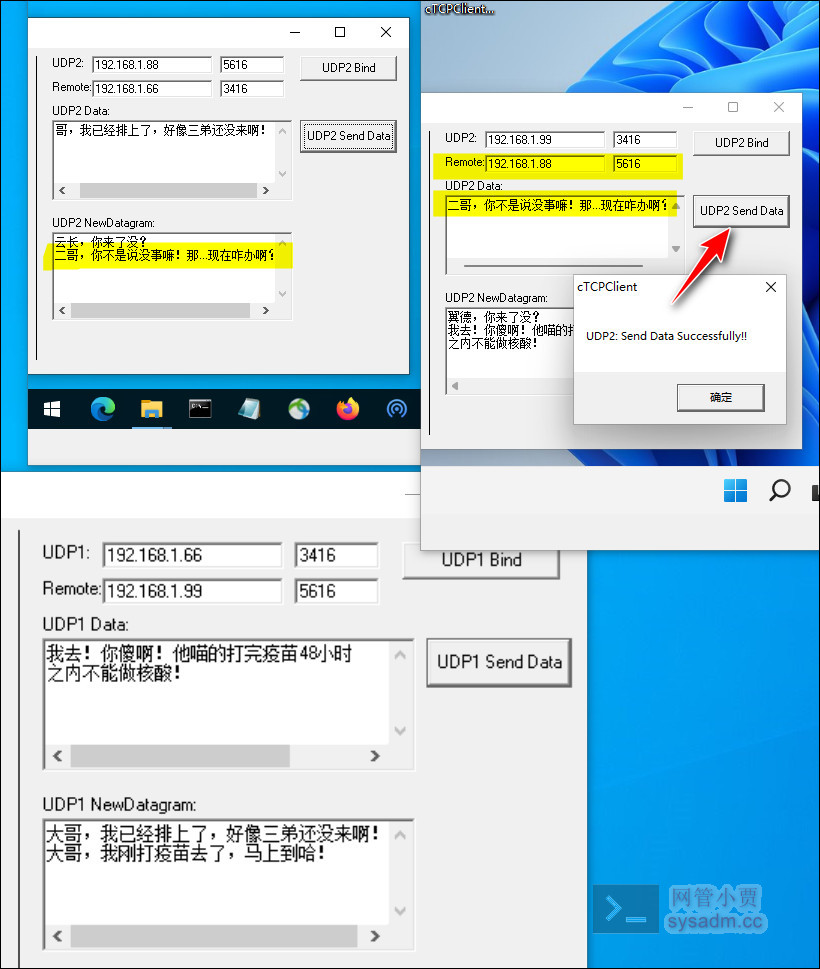 UDP2: 192.168.1.88 5616 UDP2 Bind
Remote: 192.168.1.66 3416
UDP2 Data:
哥，我已经排上了，好像三弟还没来啊！
UDP2 Send Data
UDP2 NewDatagram:
云长，你来了没？
二哥，你不是说没事嘛！那...现在咋办啊？
cTCPClient...
UDP2: 192.168.1.99 3416 UDP2 Bind
Remote: 192.168.1.88 5616
UDP2 Data:
二哥，你不是说没事嘛！那...现在咋办啊？
UDP2 Send Data
UDP2 NewDatagram:
翼德，你来了没？
我去！你傻啊！他喵的打
之内不能做核酸！
cTCPClient
UDP2: Send Data Successfully!!
确定
UDP1: 192.168.1.66 3416 UDP1 Bind
Remote: 192.168.1.99 5616
UDP1 Data:
我去！你傻啊！他喵的打完疫苗48小时
之内不能做核酸！
UDP1 Send Data
UDP1 NewDatagram:
大哥，我已经排上了，好像三弟还没来啊！
大哥，我刚打疫苗去了，马上到哈！
网管小贾
sysadm.cc